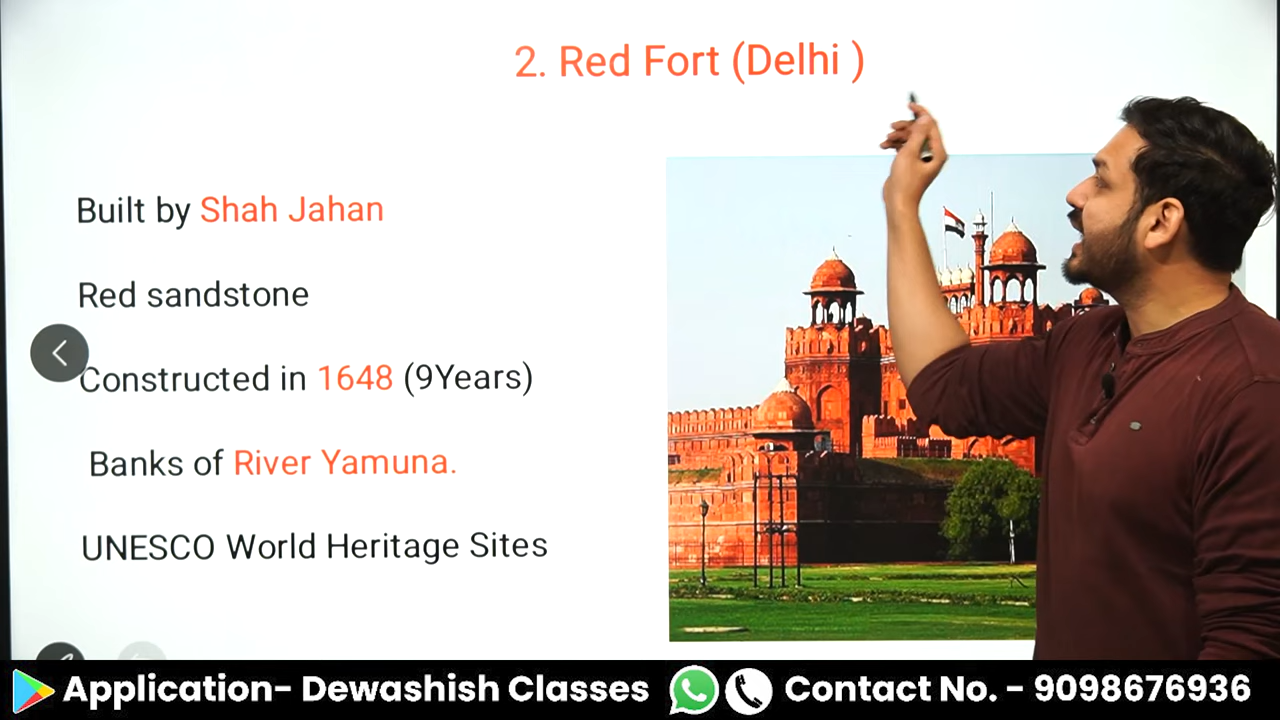 2. Red Fort (Delhi )
Built by Shah Jahan
Red sandstone
Constructed in 1648 (9Years)
Banks of River Yamuna.
UNESCO World Heritage Sites
Application- Dewashish Classes Contact No. - 9098676936